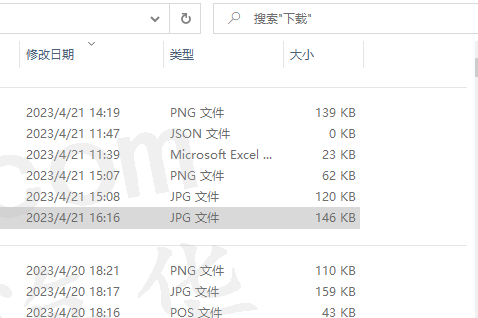 搜索"下载"
修改日期 类型 大小
2023/4/21 14:19 PNG 文件 139 KB
2023/4/21 11:47 JSON 文件 0 KB
2023/4/21 11:39 Microsoft Excel ... 23 KB
2023/4/21 15:07 PNG 文件 62 KB
2023/4/21 15:08 JPG 文件 120 KB
2023/4/21 16:16 JPG 文件 146 KB
2023/4/20 18:21 PNG 文件 110 KB
2023/4/20 18:17 JPG 文件 159 KB
2023/4/20 18:16 POS 文件 43 KB
com